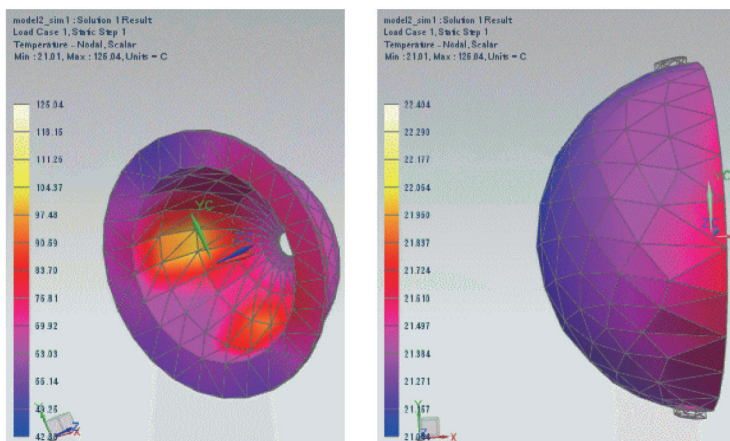 model2_sim1 : Solution 1 Result
Load Case 1, Static Step 1
Temperature - Nodal, Scalar
Min : 21.01, Max : 126.04, Units = C
125.04
118.15
111.26
104.37
97.48
90.59
83.70
76.81
69.92
63.03
56.14
YC
Y
Z
X
model2_sim1 : Solution 1 Result
Load Case 1, Static Step 1
Temperature - Nodal, Scalar
Min : 21.01, Max : 126.04, Units = C
22.404
22.290
22.177
22.064
21.950
21.837
21.724
21.610
21.497
21.384
21.271
YC
ZC
Y
Z
X